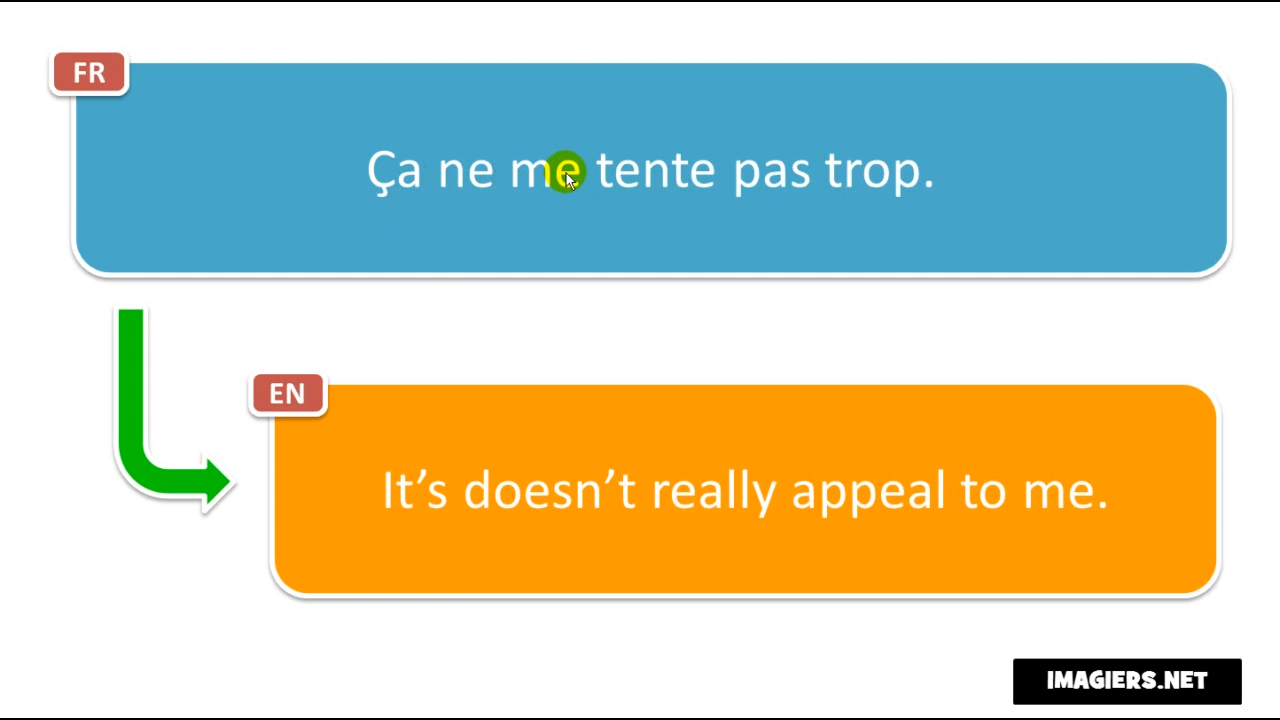 FR
Ça ne me tente pas trop.
EN
It’s doesn’t really appeal to me.
IMAGIERS.NET